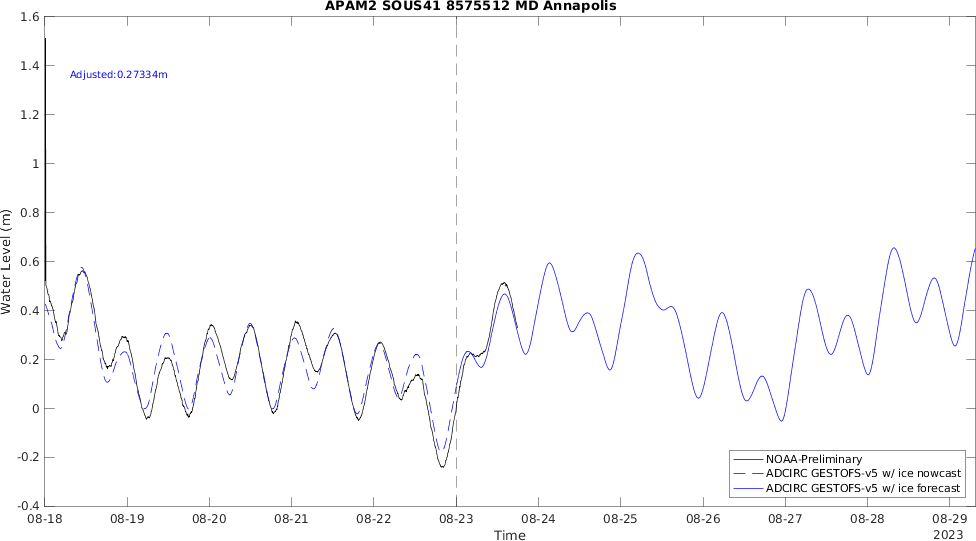 APAM2 SOUS41 8575512 MD Annapolis
1.6
1.4
Adjusted:0.27334m
1.2
1
0.8
0.6
Water Level (m)
0.4
0.2
0
-0.2
-0.4
NOAA-Preliminary
ADCIRC GESTOFS-v5 w/ ice nowcast
ADCIRC GESTOFS-v5 w/ ice forecast
08-18 08-19 08-20 08-21 08-22 08-23 08-24 08-25 08-26 08-27 08-28 08-29
Time
2023